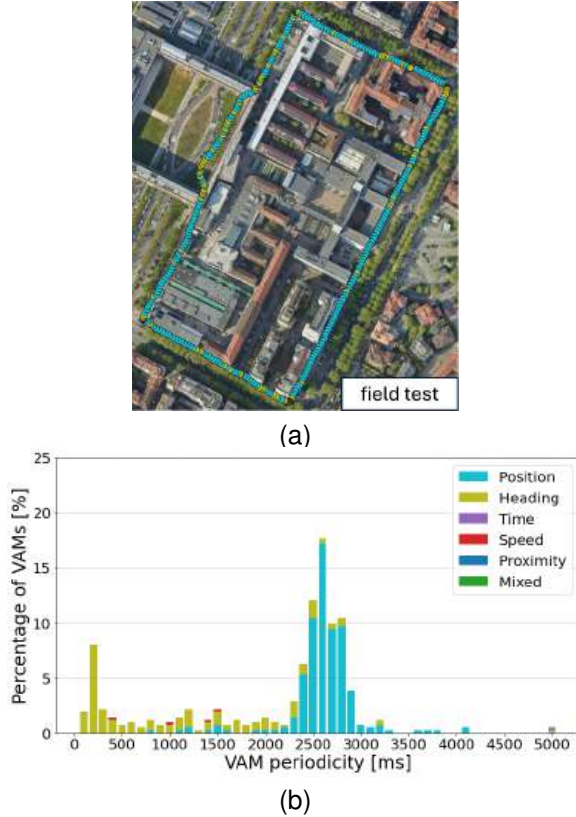 field test
(a)
25
20
15
10
5
0
Percentage of VAMs [%]
Position
Heading
Time
Speed
Proximity
Mixed
0 500 1000 1500 2000 2500 3000 3500 4000 4500 5000
VAM periodicity [ms]
(b)